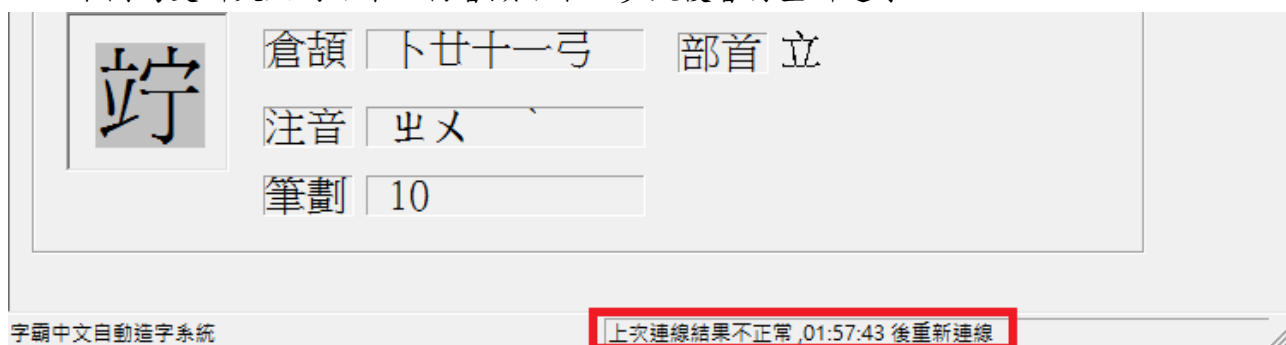 竚
倉頡 卜廿十一弓 部首 立
注音 ㄓㄨ ˋ
筆劃 10
字霸中文自動造字系統 上次連線結果不正常 ,01:57:43 後重新連線